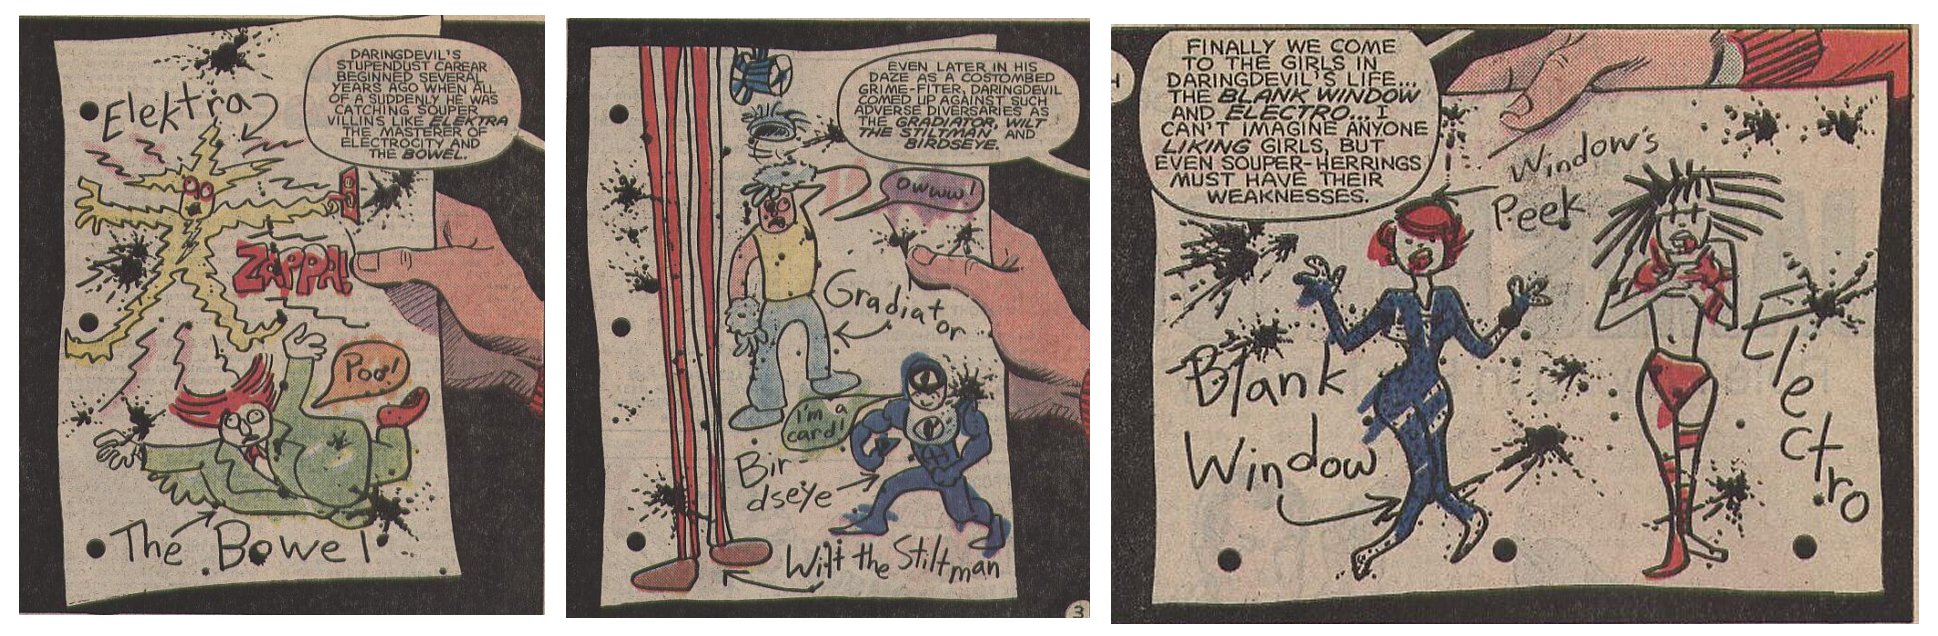 DARINGDEVIL'S
STUPENDUST CAREAR
BEGINNED SEVERAL
YEARS AGO WHEN ALL
OF A SUDDENLY HE WAS
CATCHING SOUPER
VILLINS LIKE ELEKTRA
THE MASTERER OF
ELECTROCITY AND
THE BOWEL.
Elektra
ZAPPA!
Poo!
The Bowel
EVEN LATER IN HIS
DAZE AS A COSTOMBED
GRIME-FITER, DARINGDEVIL
COMED UP AGAINST SUCH
ADVERSE DIVERSARIES AS
THE GRADIATOR, WILT
THE STILTMAN AND
BIRDSEYE.
OWWW!
Gradiator
I'm a
card!
Bir-
dseye
Wilt the Stiltman
3
4
FINALLY WE COME
TO THE GIRLS IN
DARINGDEVIL'S LIFE...
THE BLANK WINDOW
AND ELECTRO... I
CAN'T IMAGINE ANYONE
LIKING GIRLS, BUT
EVEN SOUPER-HERRINGS
MUST HAVE THEIR
WEAKNESSES.
Window's
Peek
Blank
Window
Electro